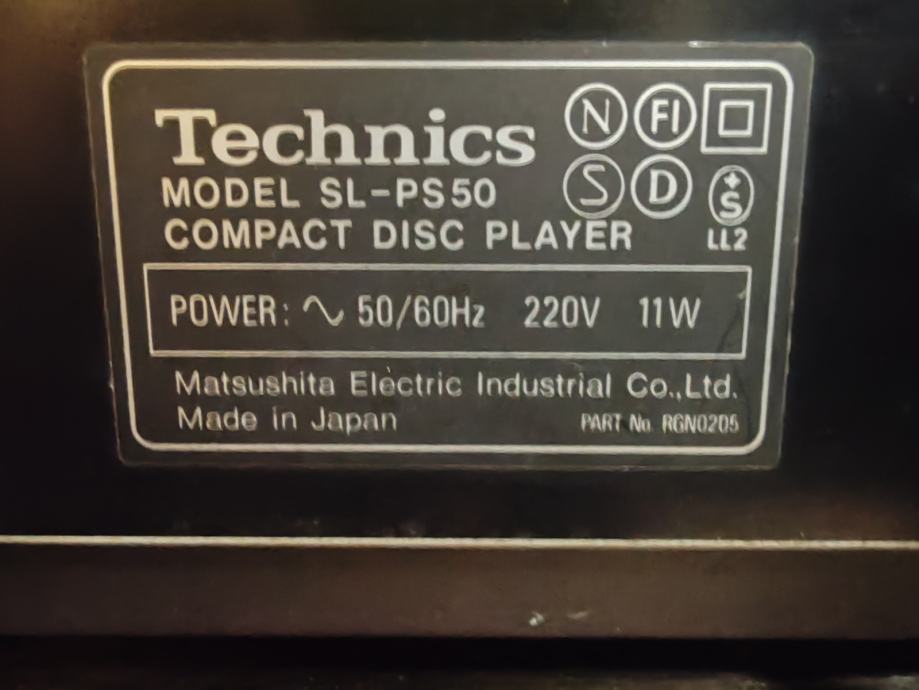 Technics
N FI
MODEL SL-PS50
S D S
COMPACT DISC PLAYER
LL2
POWER: ∿ 50/60Hz 220V 11W
Matsushita Electric Industrial Co.,Ltd.
Made in Japan
PART No. RGN0205